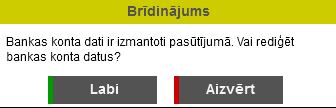 Brīdinājums
Bankas konta dati ir izmantoti pasūtījumā. Vai rediģēt
bankas konta datus?
Labi Aizvērt